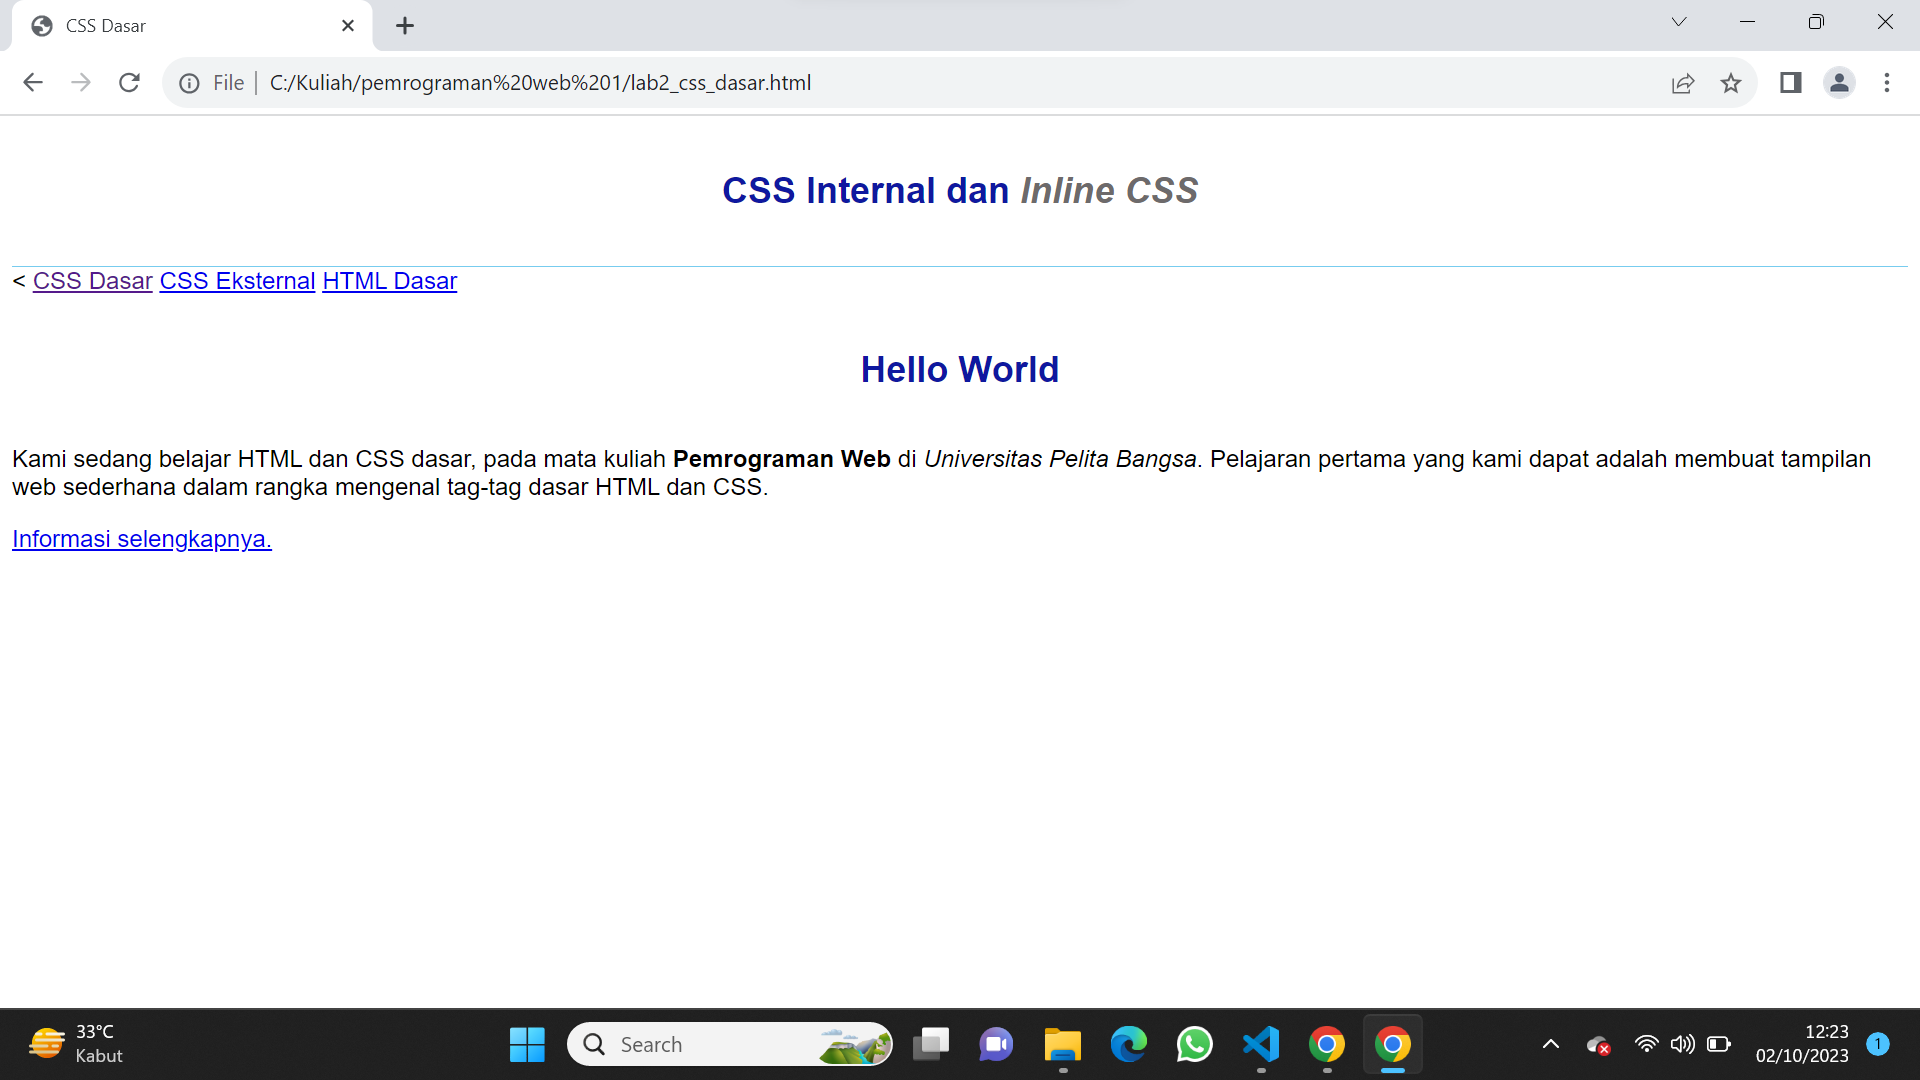 CSS Dasar
File | C:/Kuliah/pemrograman%20web%201/lab2_css_dasar.html
CSS Internal dan Inline CSS
< CSS Dasar CSS Eksternal HTML Dasar
Hello World
Kami sedang belajar HTML dan CSS dasar, pada mata kuliah Pemrograman Web di Universitas Pelita Bangsa. Pelajaran pertama yang kami dapat adalah membuat tampilan
web sederhana dalam rangka mengenal tag-tag dasar HTML dan CSS.
Informasi selengkapnya.
33°C
Kabut
Search
12:23
02/10/2023
1